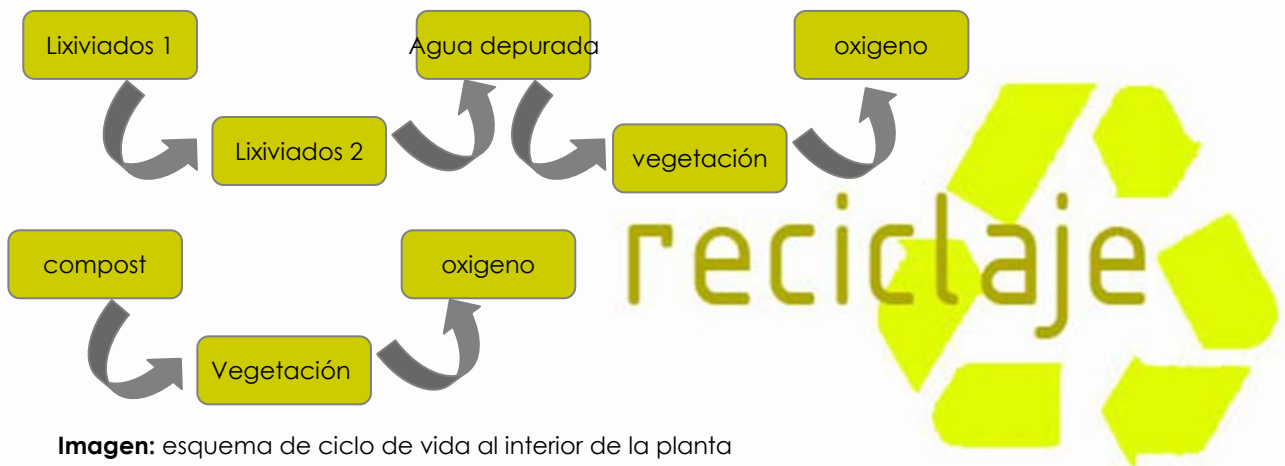 Lixiviados 1
Agua depurada
oxigeno
Lixiviados 2
vegetación
reciclaje
compost
oxigeno
Vegetación
Imagen: esquema de ciclo de vida al interior de la planta